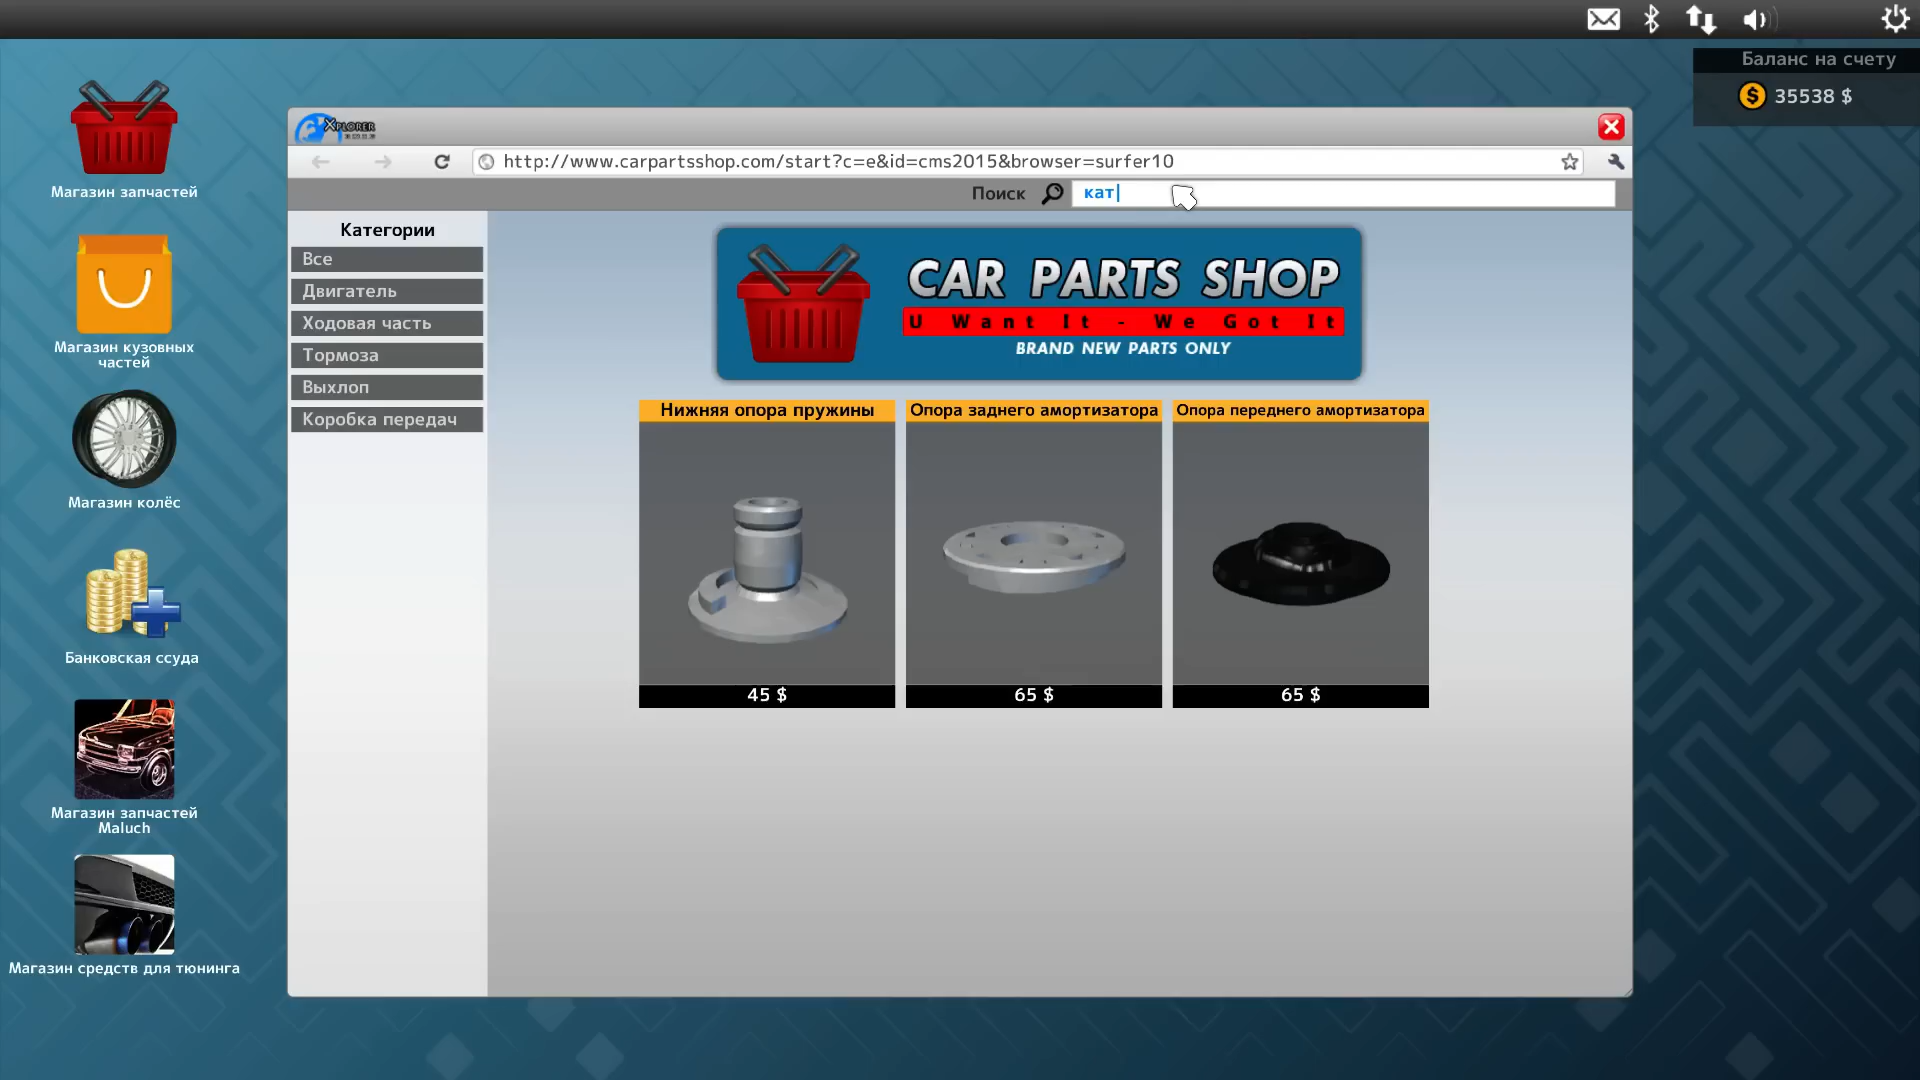 Баланс на счету
35538 $
Магазин запчастей
Магазин кузовных
частей
Магазин колёс
Банковская ссуда
Магазин запчастей
Maluch
Магазин средств для тюнинга
XPLORER
http://www.carpartsshop.com/start?c=e&id=cms2015&browser=surfer10
Поиск
кат
Категории
Все
Двигатель
Ходовая часть
Тормоза
Выхлоп
Коробка передач
CAR PARTS SHOP
U Want It - We Got It
BRAND NEW PARTS ONLY
Нижняя опора пружины
45 $
Опора заднего амортизатора
65 $
Опора переднего амортизатора
65 $